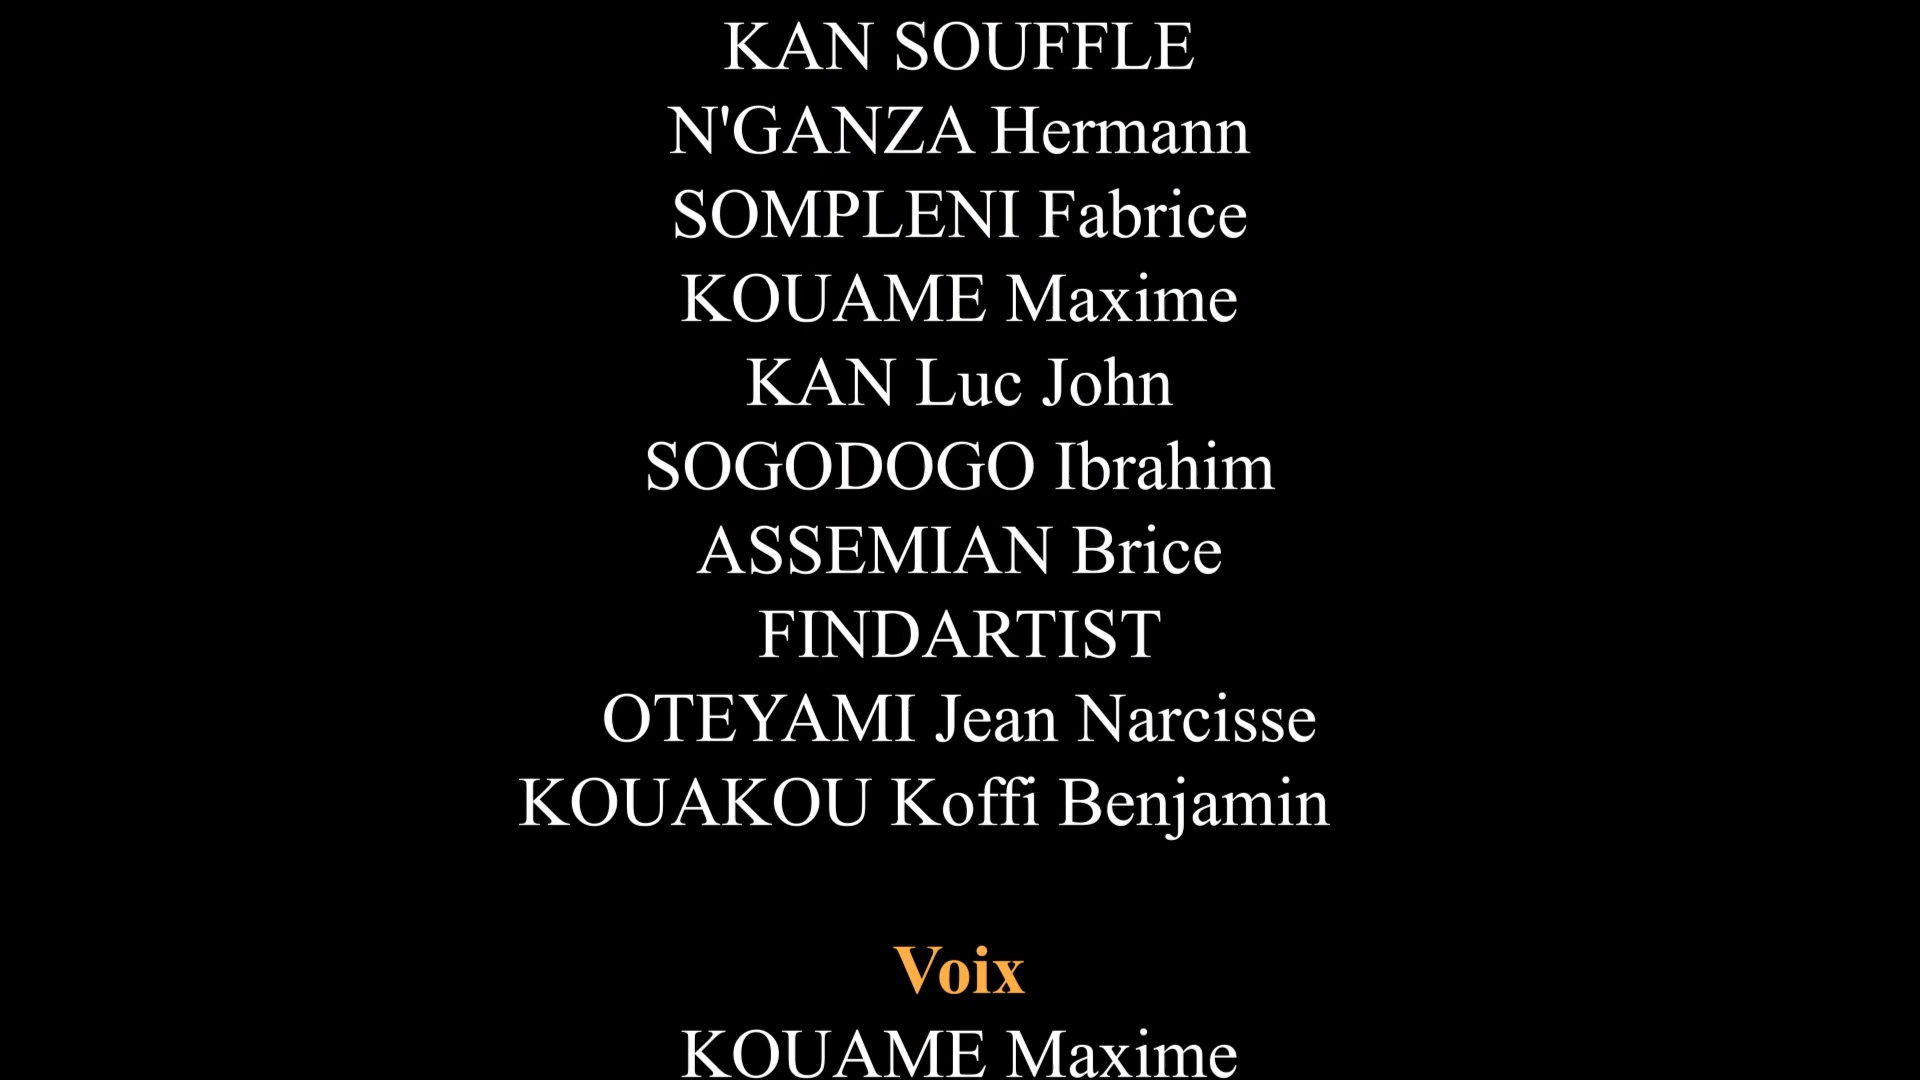 KAN SOUFFLE
N'GANZA Hermann
SOMPLENI Fabrice
KOUAME Maxime
KAN Luc John
SOGODOGO Ibrahim
ASSEMIAN Brice
FINDARTIST
OTEYAMI Jean Narcisse
KOUAKOU Koffi Benjamin
Voix
KOUAME Maxime